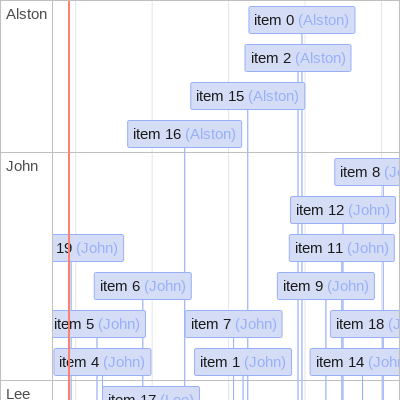 Alston
item 0 (Alston)
item 2 (Alston)
item 15 (Alston)
item 16 (Alston)
John
item 8 (Jo
item 12 (John)
19 (John)
item 11 (John)
item 6 (John)
item 9 (John)
item 5 (John)
item 7 (John)
item 18 (J
item 4 (John)
item 1 (John)
item 14 (John
Lee
item 17 (Lee)